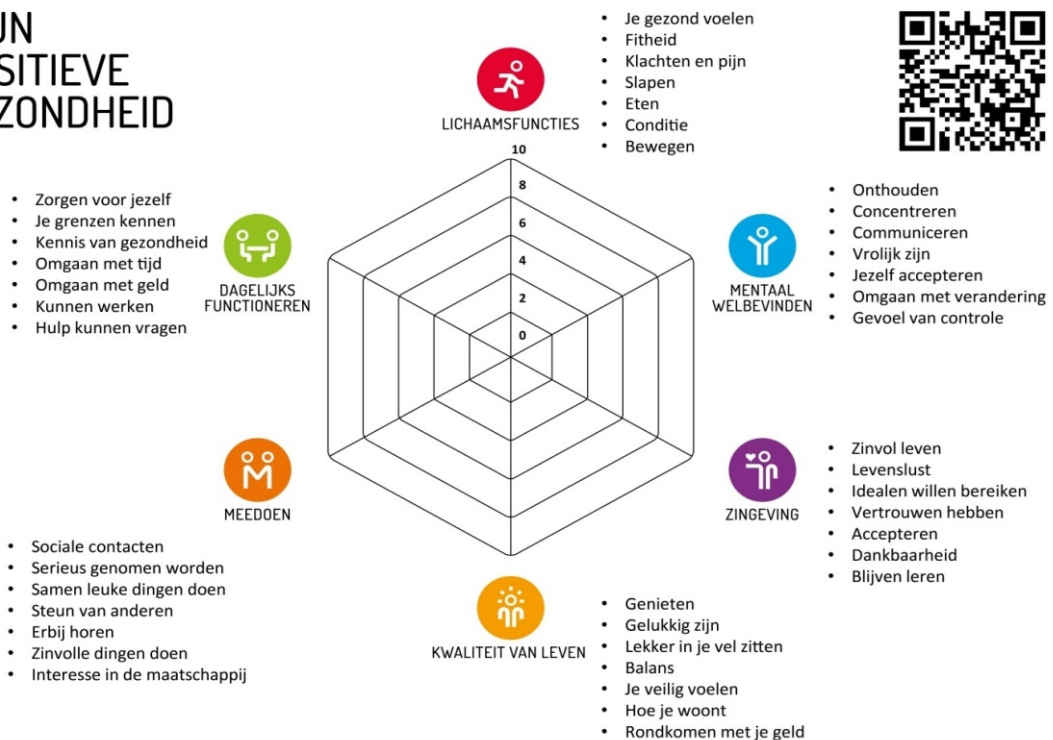 IJN
SITIEVE
ZONDHEID
LICHAAMSFUNCTIES
• Je gezond voelen
• Fitheid
• Klachten en pijn
• Slapen
• Eten
• Conditie
• Bewegen
10
8
6
4
2
0
• Zorgen voor jezelf
• Je grenzen kennen
• Kennis van gezondheid
• Omgaan met tijd
• Omgaan met geld
• Kunnen werken
• Hulp kunnen vragen
DAGELIJKS
FUNCTIONEREN
MENTAAL
WELBEVINDEN
• Onthouden
• Concentreren
• Communiceren
• Vrolijk zijn
• Jezelf accepteren
• Omgaan met verandering
• Gevoel van controle
MEEDOEN
• Sociale contacten
• Serieus genomen worden
• Samen leuke dingen doen
• Steun van anderen
• Erbij horen
• Zinvolle dingen doen
• Interesse in de maatschappij
ZINGEVING
• Zinvol leven
• Levenslust
• Idealen willen bereiken
• Vertrouwen hebben
• Accepteren
• Dankbaarheid
• Blijven leren
KWALITEIT VAN LEVEN
• Genieten
• Gelukkig zijn
• Lekker in je vel zitten
• Balans
• Je veilig voelen
• Hoe je woont
• Rondkomen met je geld